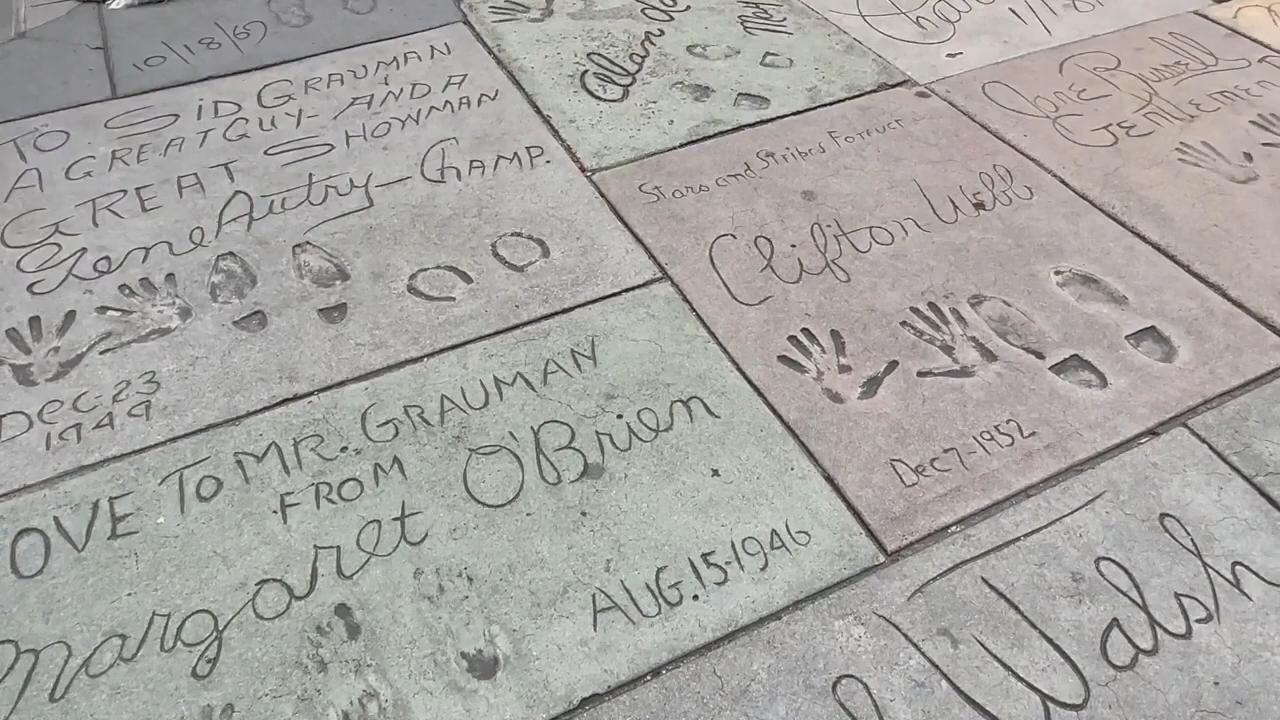 10/18/69
TO SID GRAUMAN
A GREAT GUY - AND A
GREAT SHOWMAN
Gene Autry - CHAMP.
DEC. 23
1949
Allan
Stars and Stripes Forever
Clifton Webb
Dec 7-1952
Jane Russell
GENTLEMEN
OVE TO MR. GRAUMAN
FROM
Margaret O'Brien
AUG. 15-1946
Walsh